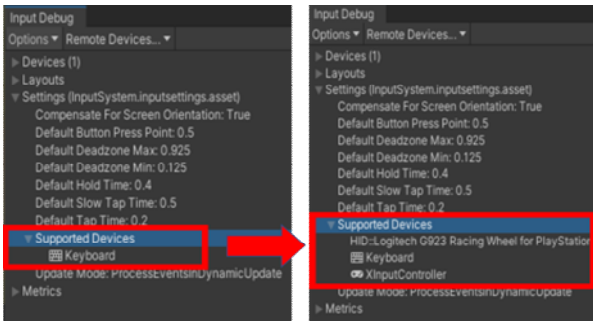 Input Debug
Options ▾ Remote Devices... ▾
Devices (1)
Layouts
Settings (InputSystem.inputsettings.asset)
Compensate For Screen Orientation: True
Default Button Press Point: 0.5
Default Deadzone Max: 0.925
Default Deadzone Min: 0.125
Default Hold Time: 0.4
Default Slow Tap Time: 0.5
Default Tap Time: 0.2
Supported Devices
Keyboard
Update Mode: ProcessEventsInDynamicUpdate
Metrics
Input Debug
Options ▾ Remote Devices... ▾
Devices (1)
Layouts
Settings (InputSystem.inputsettings.asset)
Compensate For Screen Orientation: True
Default Button Press Point: 0.5
Default Deadzone Max: 0.925
Default Deadzone Min: 0.125
Default Hold Time: 0.4
Default Slow Tap Time: 0.5
Default Tap Time: 0.2
Supported Devices
HID::Logitech G923 Racing Wheel for PlayStation
Keyboard
XInputController
Update Mode: ProcessEventsInDynamicUpdate
Metrics